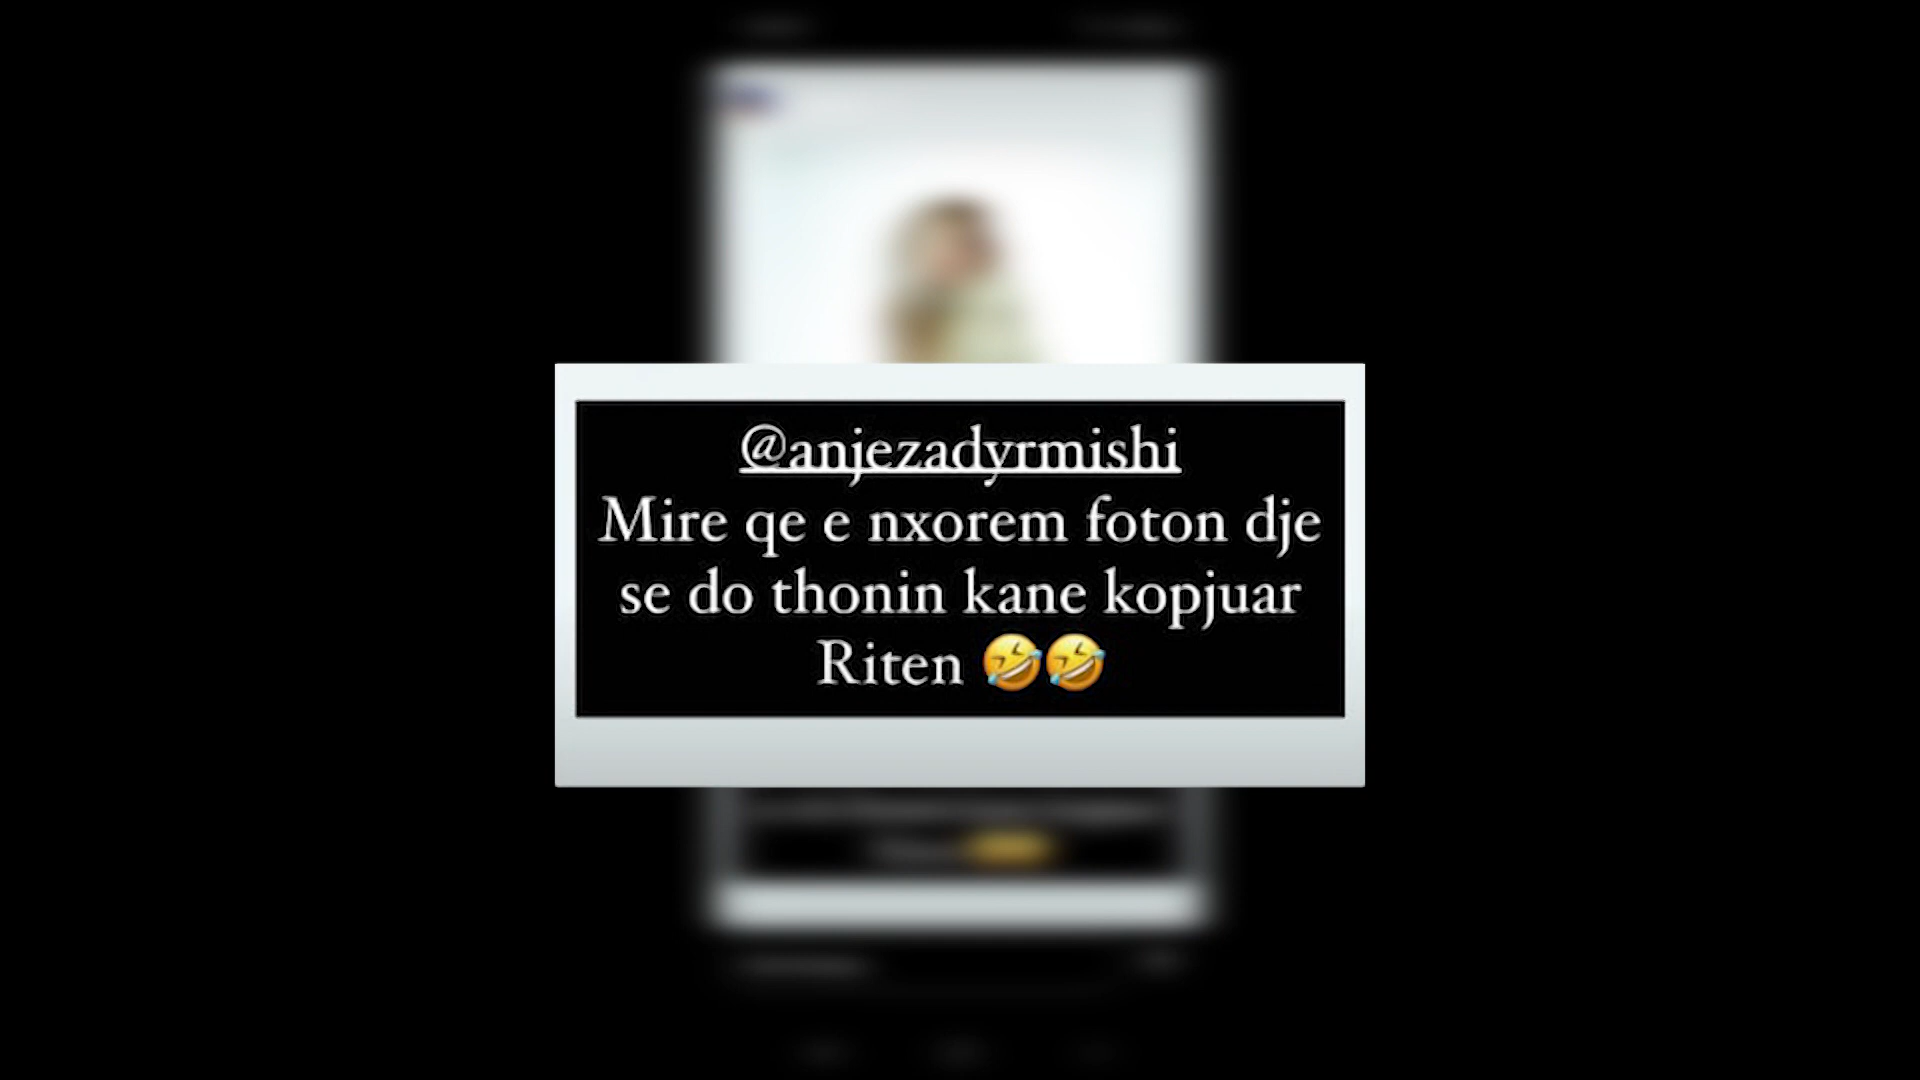 @anjezadyrmishi
Mire qe e nxorem foton dje
se do thonin kane kopjuar
Riten 🤣🤣